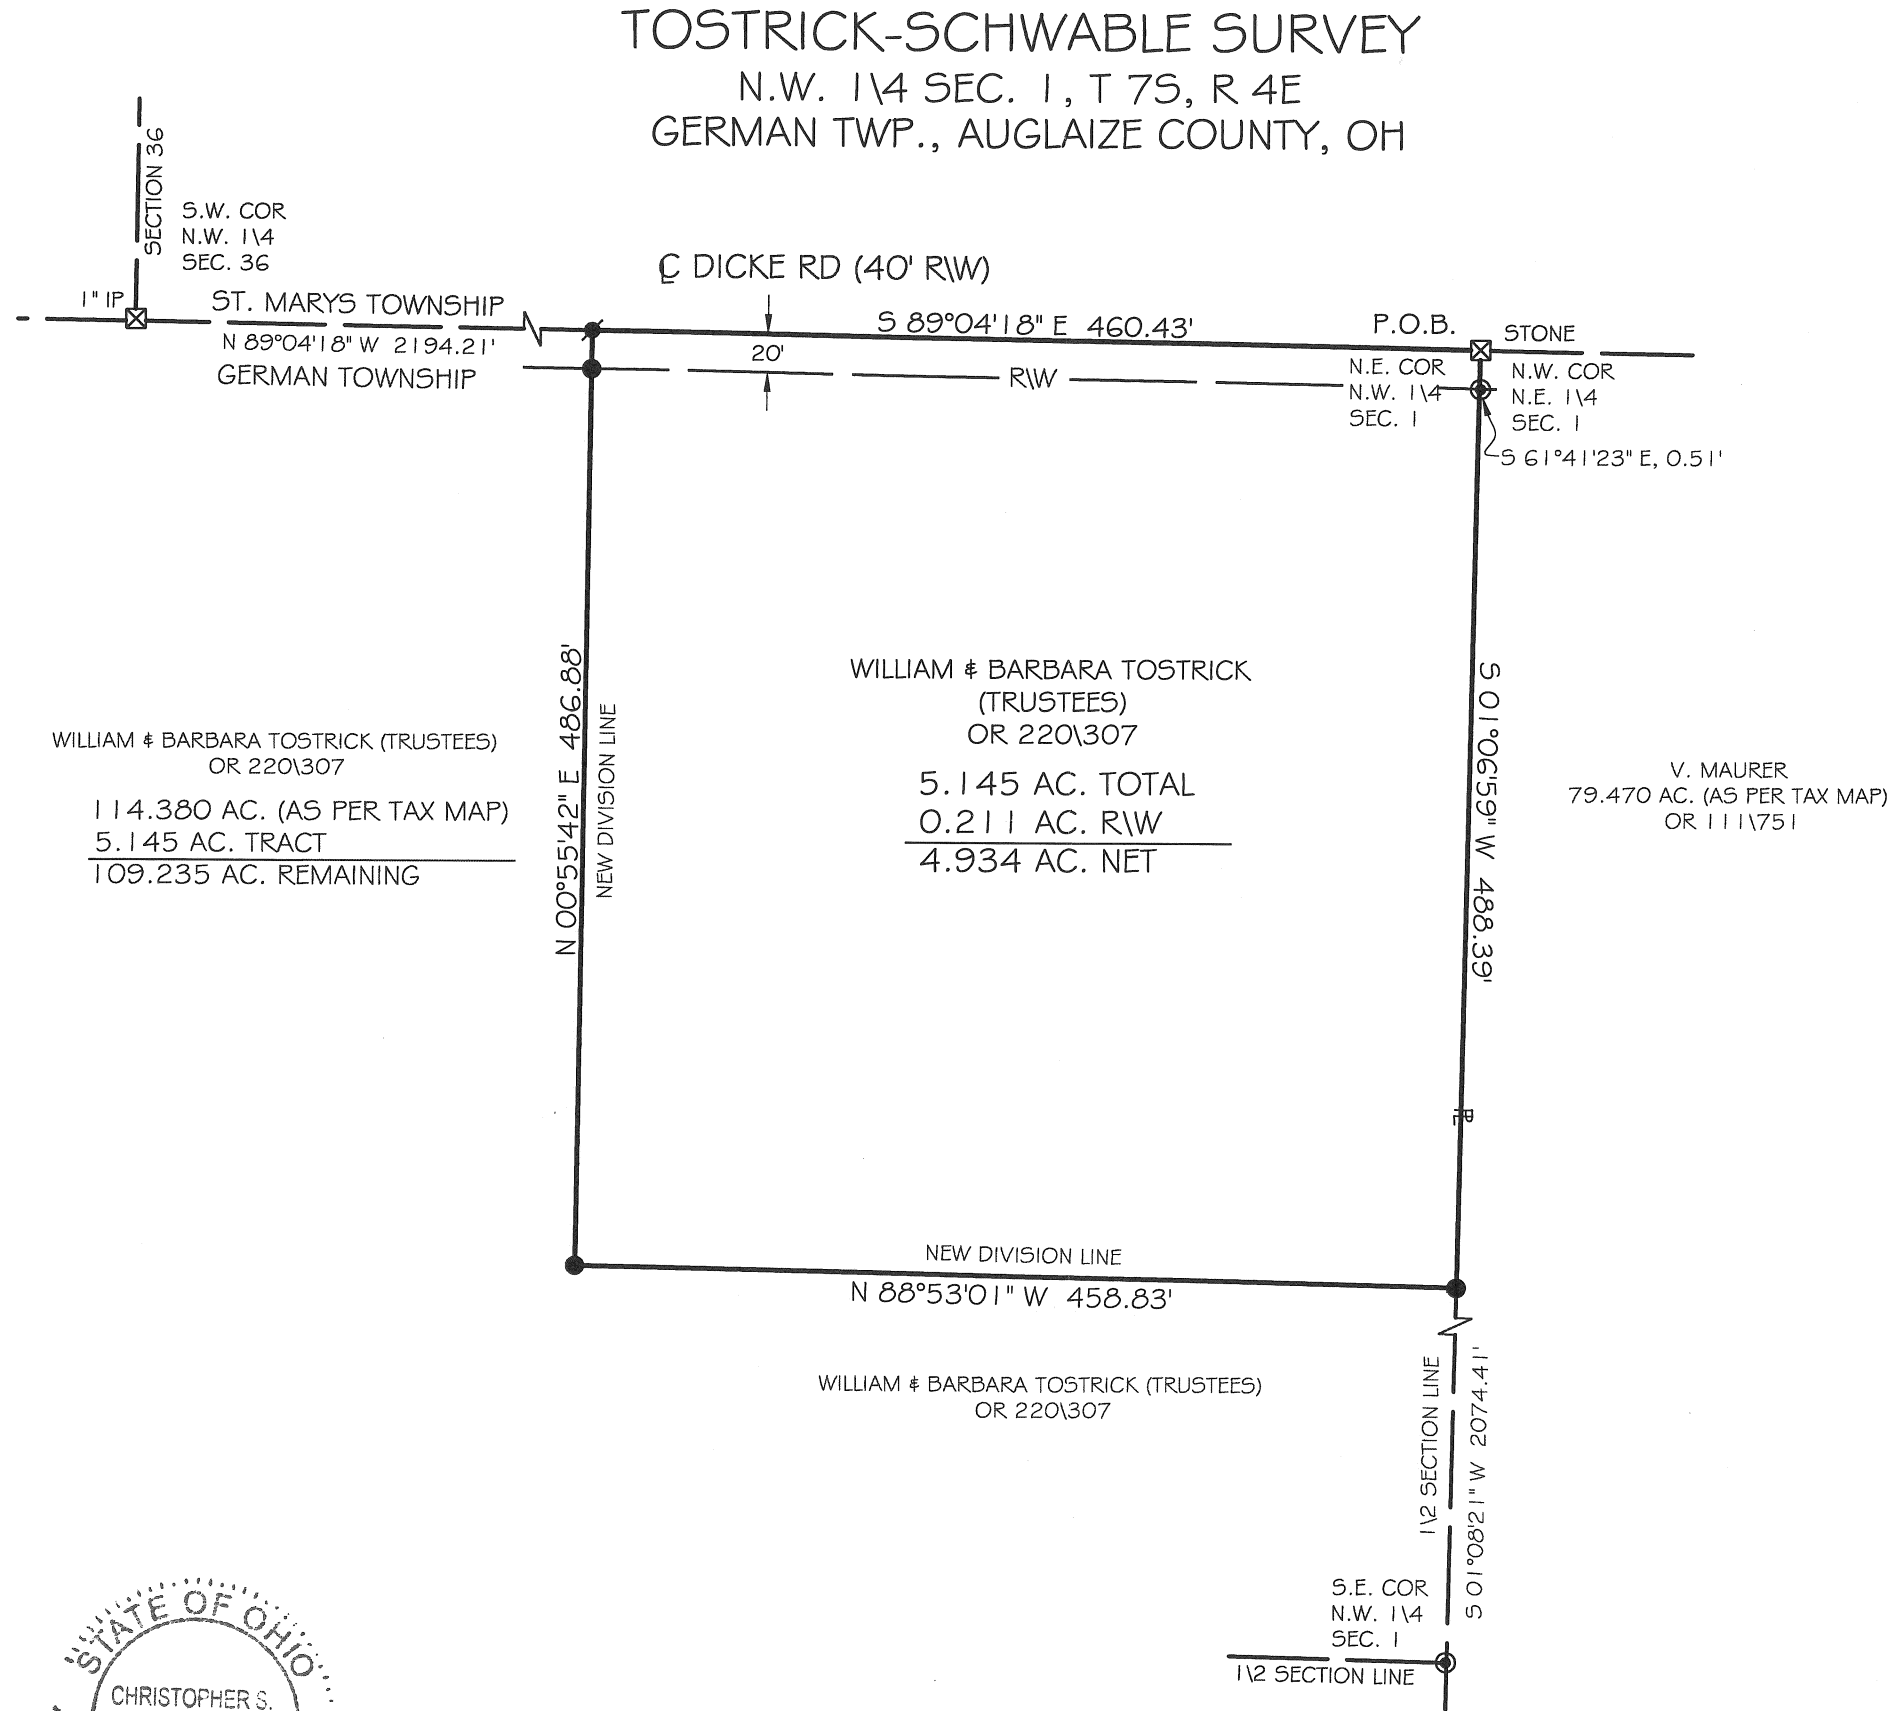 TOSTRICK-SCHWABLE SURVEY
N.W. 1\4 SEC. 1, T 7S, R 4E
GERMAN TWP., AUGLAIZE COUNTY, OH
SECTION 36
S.W. COR
N.W. 1\4
SEC. 36
1" IP
ST. MARYS TOWNSHIP
N 89°04'18" W 2194.21'
GERMAN TOWNSHIP
℄ DICKE RD (40' R\W)
20'
S 89°04'18" E 460.43'
R\W
P.O.B.
STONE
N.E. COR
N.W. 1\4
SEC. 1
N.W. COR
N.E. 1\4
SEC. 1
S 61°41'23" E, 0.51'
N 00°55'42" E 486.88'
NEW DIVISION LINE
WILLIAM & BARBARA TOSTRICK
(TRUSTEES)
OR 220\307
5.145 AC. TOTAL
0.211 AC. R\W
4.934 AC. NET
S 01°06'59" W 488.39'
WILLIAM & BARBARA TOSTRICK (TRUSTEES)
OR 220\307
114.380 AC. (AS PER TAX MAP)
5.145 AC. TRACT
109.235 AC. REMAINING
V. MAURER
79.470 AC. (AS PER TAX MAP)
OR 111\751
PL
NEW DIVISION LINE
N 88°53'01" W 458.83'
WILLIAM & BARBARA TOSTRICK (TRUSTEES)
OR 220\307
1\2 SECTION LINE
S 01°08'21" W 2074.41'
S.E. COR
N.W. 1\4
SEC. 1
1\2 SECTION LINE
STATE OF OHIO
CHRISTOPHER S.